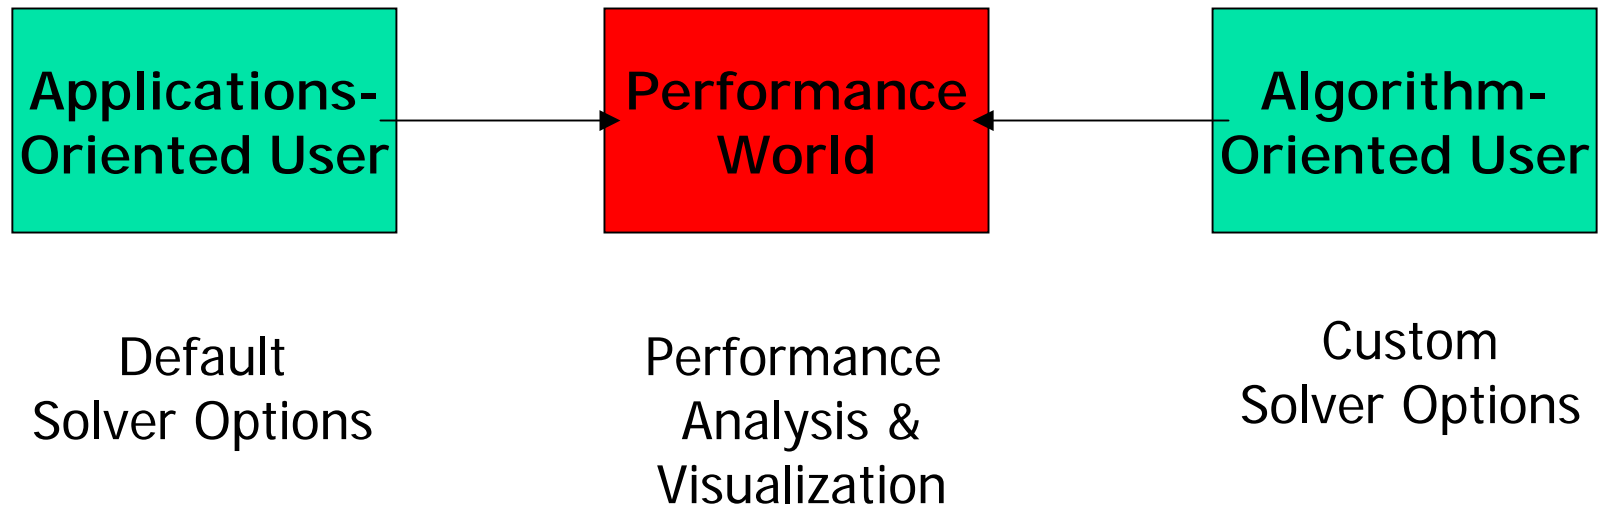 Applications-
Oriented User
Performance
World
Algorithm-
Oriented User
Default
Solver Options
Performance
Analysis &
Visualization
Custom
Solver Options